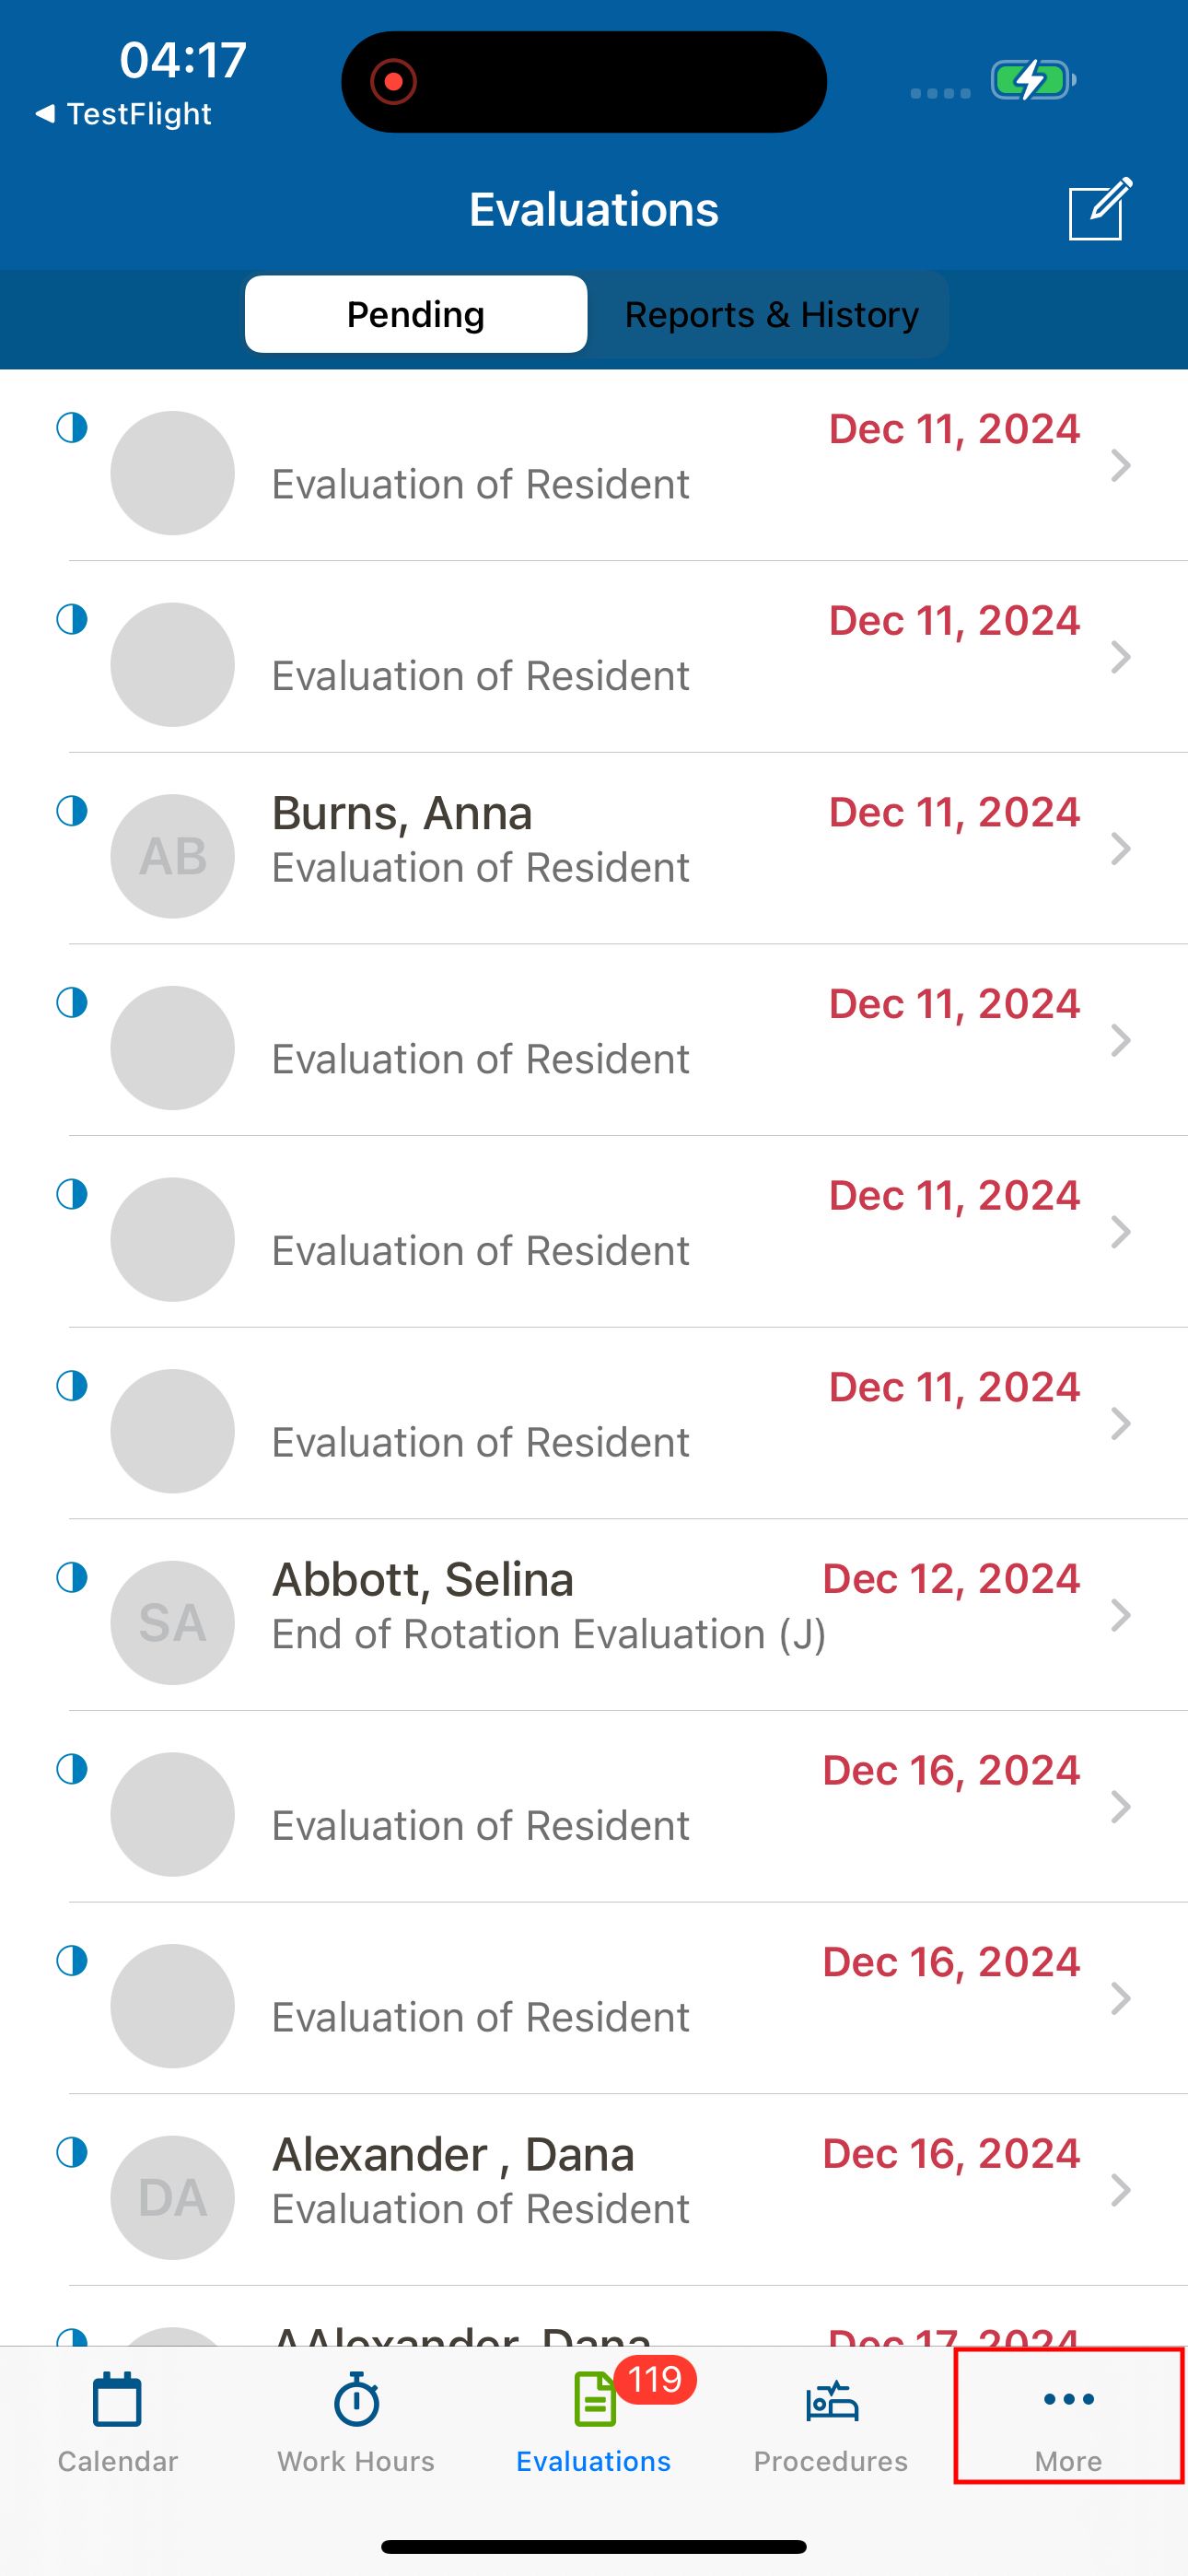 04:17
TestFlight
Evaluations
Pending
Reports & History
Dec 11, 2024
Evaluation of Resident
Dec 11, 2024
Evaluation of Resident
Burns, Anna
Dec 11, 2024
AB
Evaluation of Resident
Dec 11, 2024
Evaluation of Resident
Dec 11, 2024
Evaluation of Resident
Dec 11, 2024
Evaluation of Resident
Abbott, Selina
Dec 12, 2024
SA
End of Rotation Evaluation (J)
Dec 16, 2024
Evaluation of Resident
Dec 16, 2024
Evaluation of Resident
Alexander , Dana
Dec 16, 2024
DA
Evaluation of Resident
AAlexander, Dana
Dec 17, 2024
119
Calendar
Work Hours
Evaluations
Procedures
More